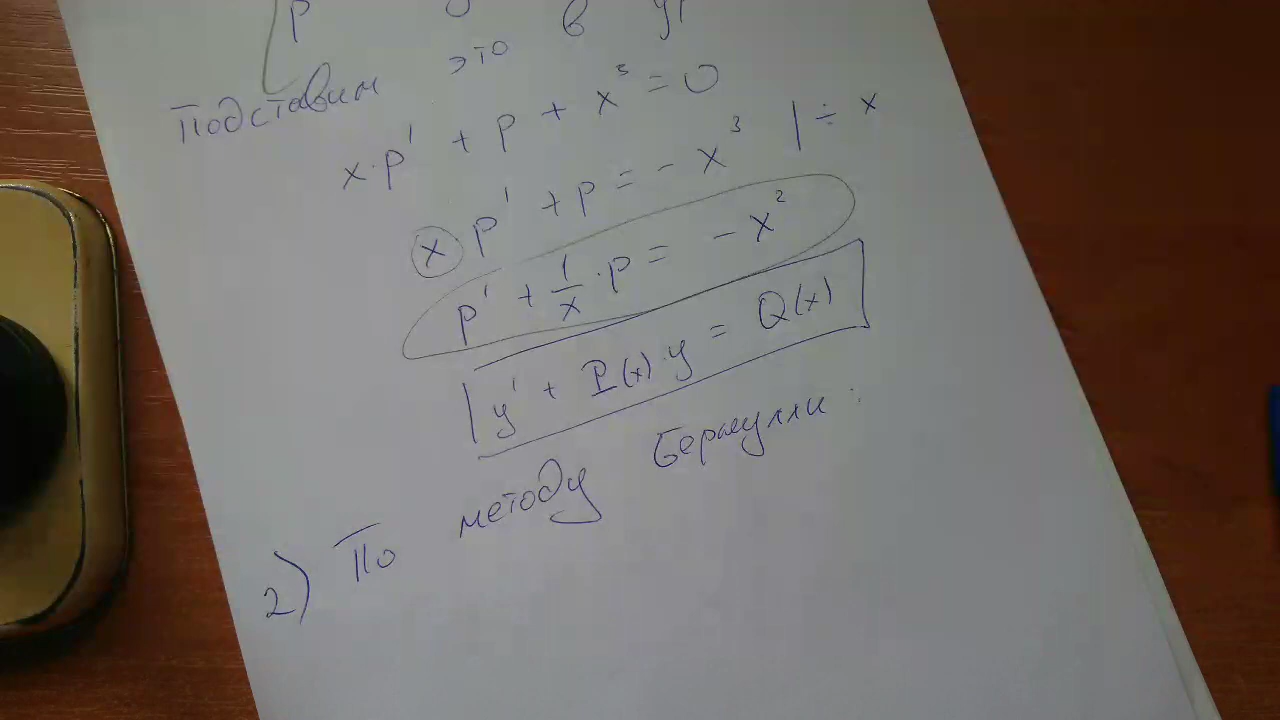 p в
Подставим это
x·p' + p + x³ = 0
x p' + p = - x³ | ÷ x
p' + 1/x · p = - x²
y' + P(x)·y = Q(x)
2) По методу Бернулли: